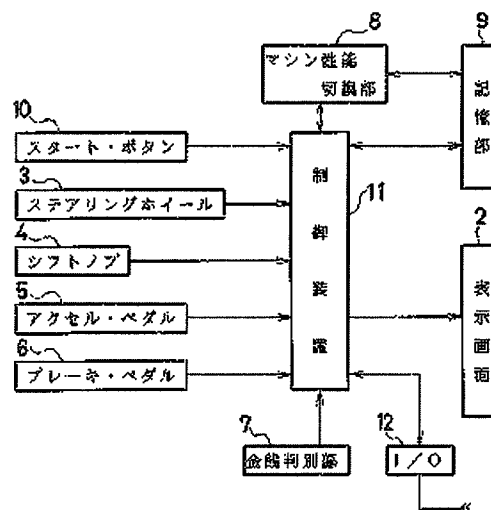 8
マシン性能
切換部
9
記憶部
10
スタート・ボタン
3
ステアリングホイール
4
シフトノブ
5
アクセル・ペダル
6
ブレーキ・ペダル
制御装置
11
2
表示画面
7
金銭判別部
12
I/O